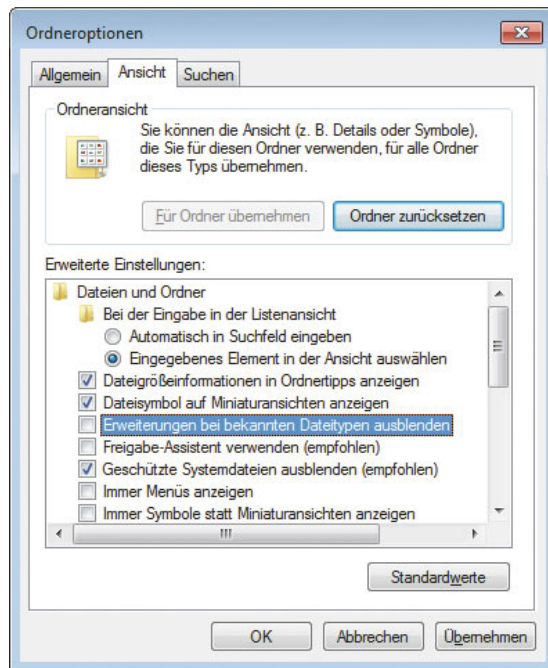 Ordneroptionen
Allgemein Ansicht Suchen
Ordneransicht
Sie können die Ansicht (z. B. Details oder Symbole),
die Sie für diesen Ordner verwenden, für alle Ordner
dieses Typs übernehmen.
Für Ordner übernehmen Ordner zurücksetzen
Erweiterte Einstellungen:
Dateien und Ordner
Bei der Eingabe in der Listenansicht
Automatisch in Suchfeld eingeben
Eingegebenes Element in der Ansicht auswählen
Dateigrößeinformationen in Ordnertipps anzeigen
Dateisymbol auf Miniaturansichten anzeigen
Erweiterungen bei bekannten Dateitypen ausblenden
Freigabe-Assistent verwenden (empfohlen)
Geschützte Systemdateien ausblenden (empfohlen)
Immer Menüs anzeigen
Immer Symbole statt Miniaturansichten anzeigen
Standardwerte
OK Abbrechen Übernehmen